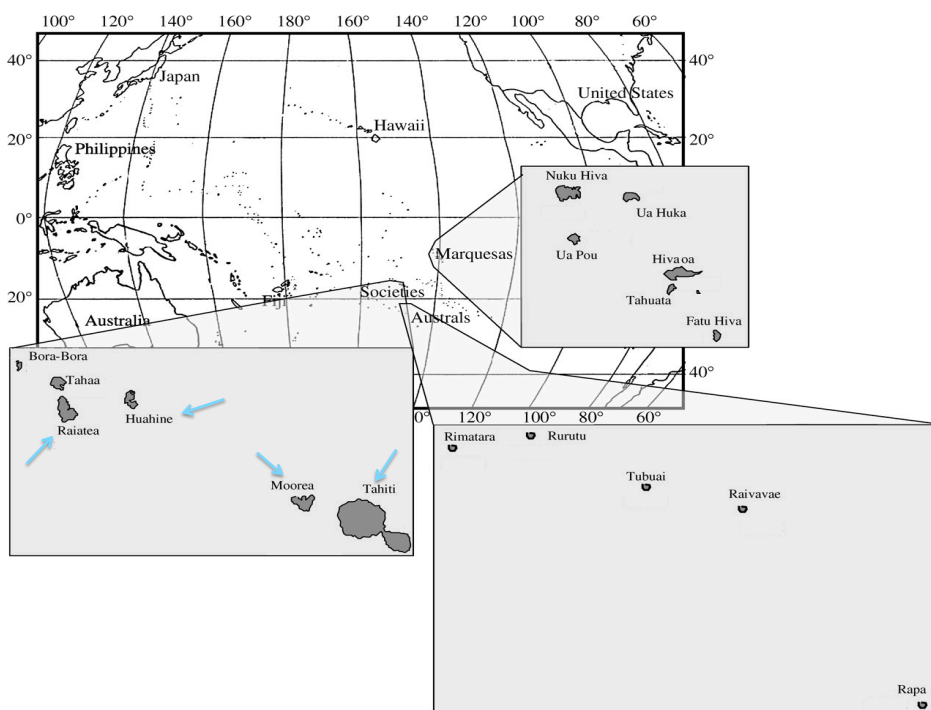 100° 120° 140° 160° 180° 160° 140° 120° 100° 80° 60°
40° 40°
Japan
United States
Hawaii
20° 20°
Philippines
Nuku Hiva
Ua Huka
0°
Marquesas
Ua Pou
Hivaoa
Tahuata
20°
Societies
Fiji
Australia
Australs
Fatu Hiva
Bora-Bora
Tahaa
40°
Huahine
Raiatea
0° 120° 100° 80° 60°
Rimatara
Rurutu
Tubuai
Raivavae
Moorea
Tahiti
Rapa